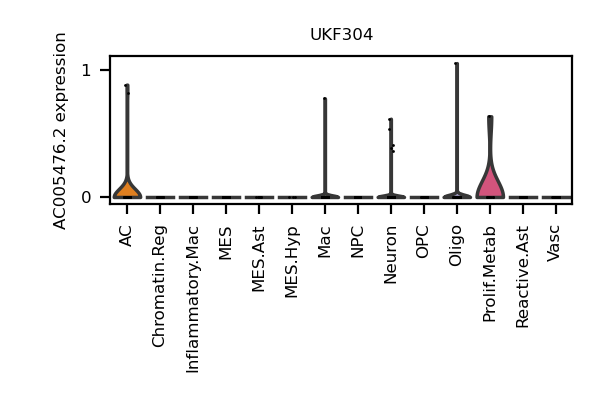 UKF304
AC005476.2 expression
1
0
AC
Chromatin.Reg
Inflammatory.Mac
MES
MES.Ast
MES.Hyp
Mac
NPC
Neuron
OPC
Oligo
Prolif.Metab
Reactive.Ast
Vasc